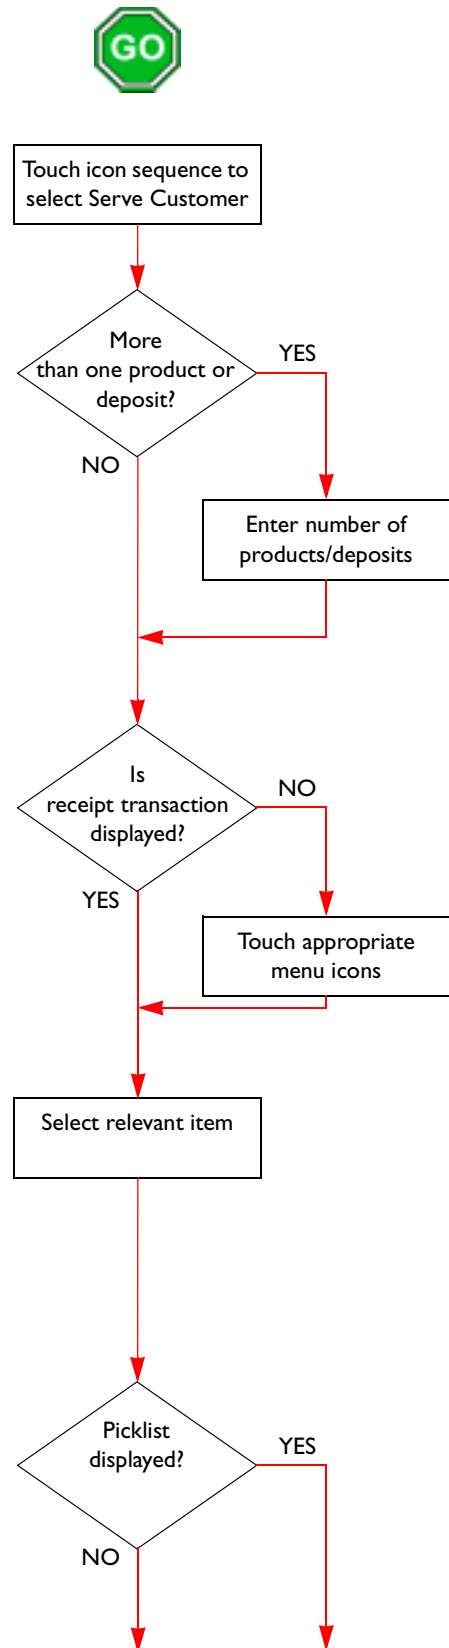 GO
Touch icon sequence to
select Serve Customer
More
than one product or
deposit?
YES
NO
Enter number of
products/deposits
Is
receipt transaction
displayed?
NO
YES
Touch appropriate
menu icons
Select relevant item
Picklist
displayed?
YES
NO